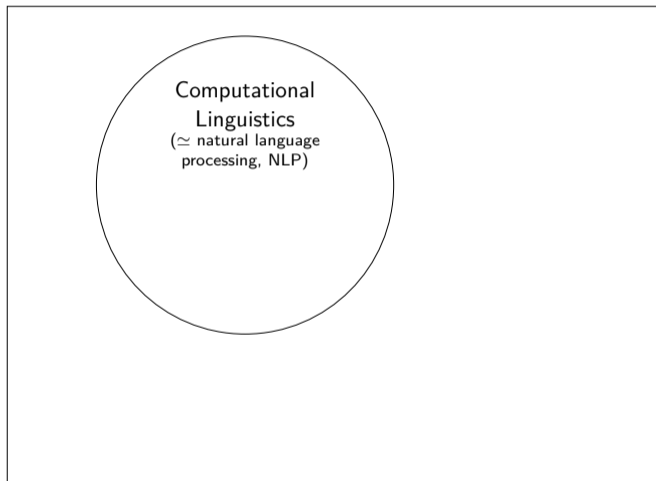 Computational
Linguistics
(≃ natural language
processing, NLP)